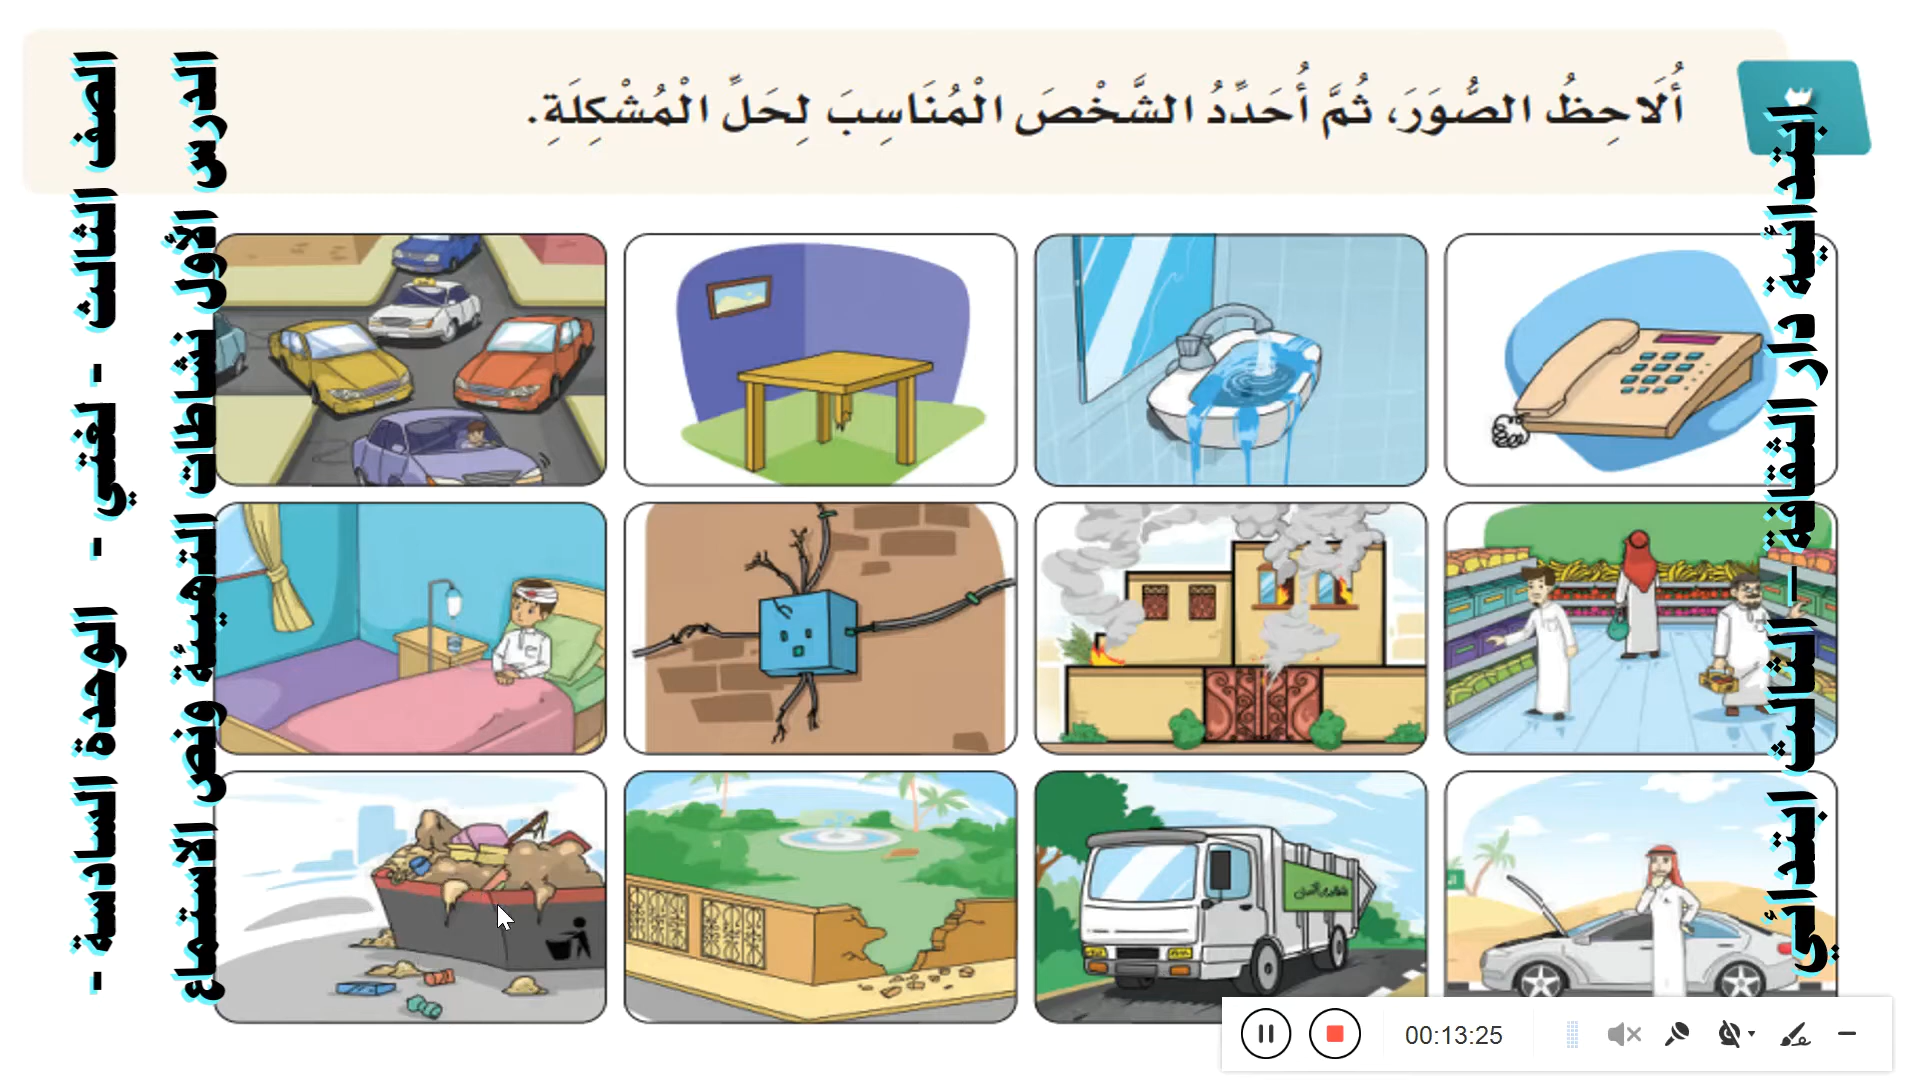 أُلَاحِظُ الصُّوَرَ، ثُمَّ أُحَدِّدُ الشَّخْصَ الْمُنَاسِبَ لِحَلِّ الْمُشْكِلَةِ.
ابتدائية دار الثقافة – الثالث ابتدائي
الدرس الأول نشاطات التهيئة ونص الاستماع
الصف الثالث - لغتي - الوحدة السادسة -
00:13:25